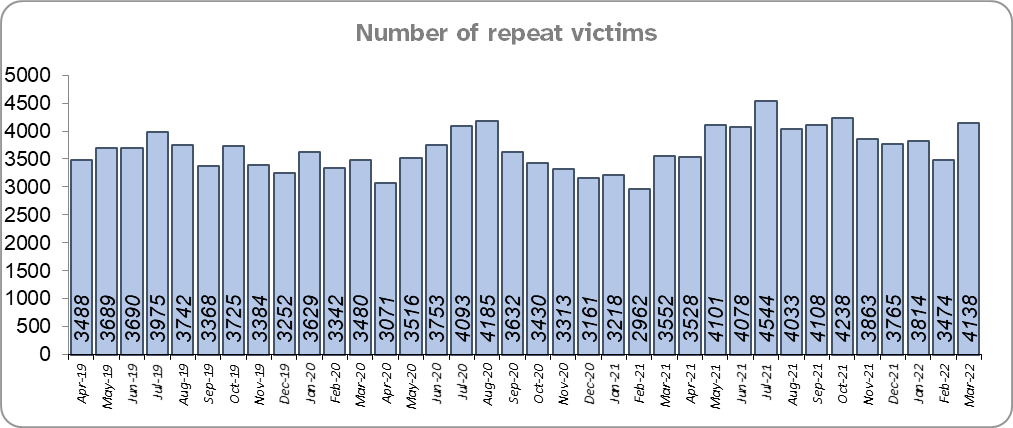 Number of repeat victims
5000
4500
4000
3500
3000
2500
2000
1500
1000
500
0
3488
3689
3690
3975
3742
3368
3725
3384
3252
3629
3342
3480
3071
3516
3753
4093
4185
3632
3430
3313
3161
3218
2962
3552
3528
4101
4078
4544
4033
4108
4238
3863
3765
3814
3474
4138
Apr-19
May-19
Jun-19
Jul-19
Aug-19
Sep-19
Oct-19
Nov-19
Dec-19
Jan-20
Feb-20
Mar-20
Apr-20
May-20
Jun-20
Jul-20
Aug-20
Sep-20
Oct-20
Nov-20
Dec-20
Jan-21
Feb-21
Mar-21
Apr-21
May-21
Jun-21
Jul-21
Aug-21
Sep-21
Oct-21
Nov-21
Dec-21
Jan-22
Feb-22
Mar-22